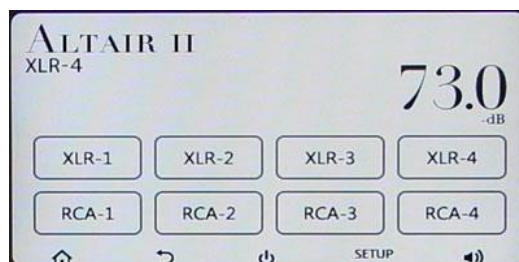 ALTAIR II
XLR-4
73.0
-dB
XLR-1 XLR-2 XLR-3 XLR-4
RCA-1 RCA-2 RCA-3 RCA-4
SETUP